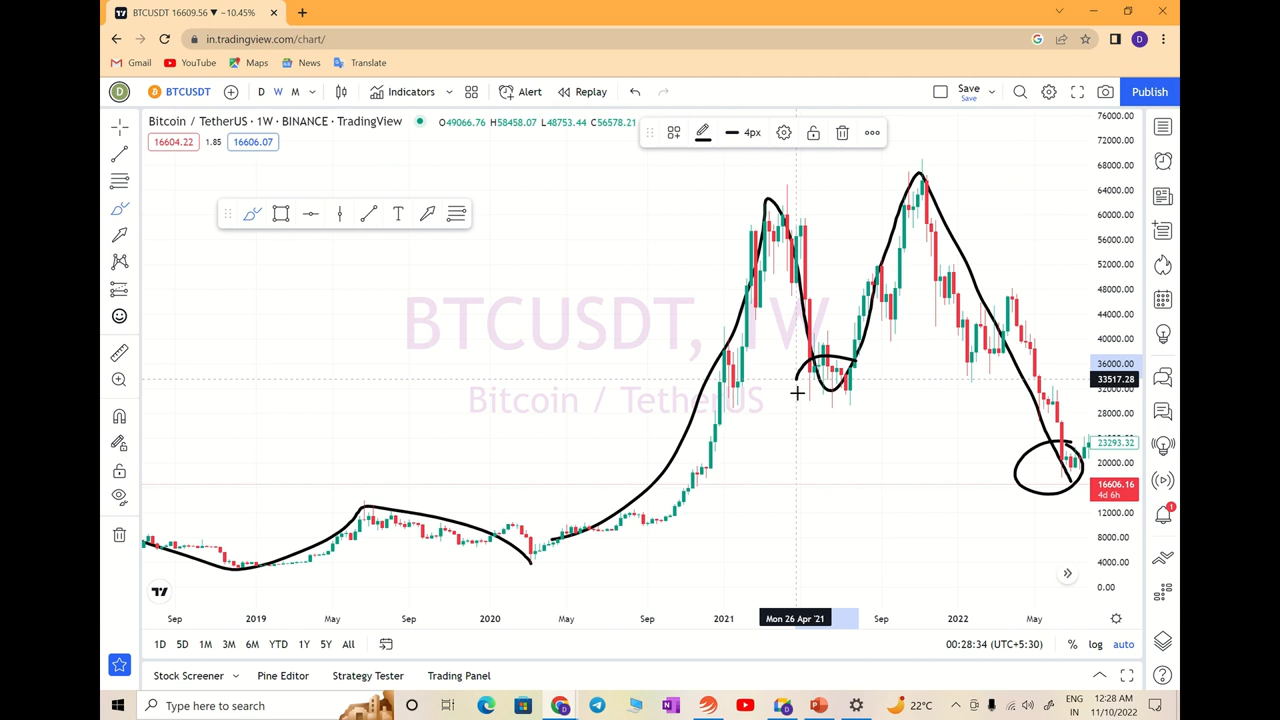 BTCUSDT 16609.56 ▼ −10.45%
in.tradingview.com/chart/
Gmail YouTube Maps News Translate
D BTCUSDT D W M Indicators Alert Replay Save Save Publish
Bitcoin / TetherUS · 1W · BINANCE · TradingView O49066.76 H58458.07 L48753.44 C56578.21
16604.22 1.85 16606.07
4px
76000.00
72000.00
68000.00
64000.00
60000.00
56000.00
52000.00
48000.00
44000.00
40000.00
36000.00
33517.28
28000.00
23293.32
20000.00
16606.16
4d 6h
12000.00
8000.00
4000.00
0.00
BTCUSDT, 1W
Bitcoin / TetherUS
Sep 2019 May Sep 2020 May Sep 2021 Mon 26 Apr '21 Sep 2022 May
1D 5D 1M 3M 6M YTD 1Y 5Y All 00:28:34 (UTC+5:30) % log auto
Stock Screener Pine Editor Strategy Tester Trading Panel
Type here to search
22°C
ENG
IN
12:28 AM
11/10/2022